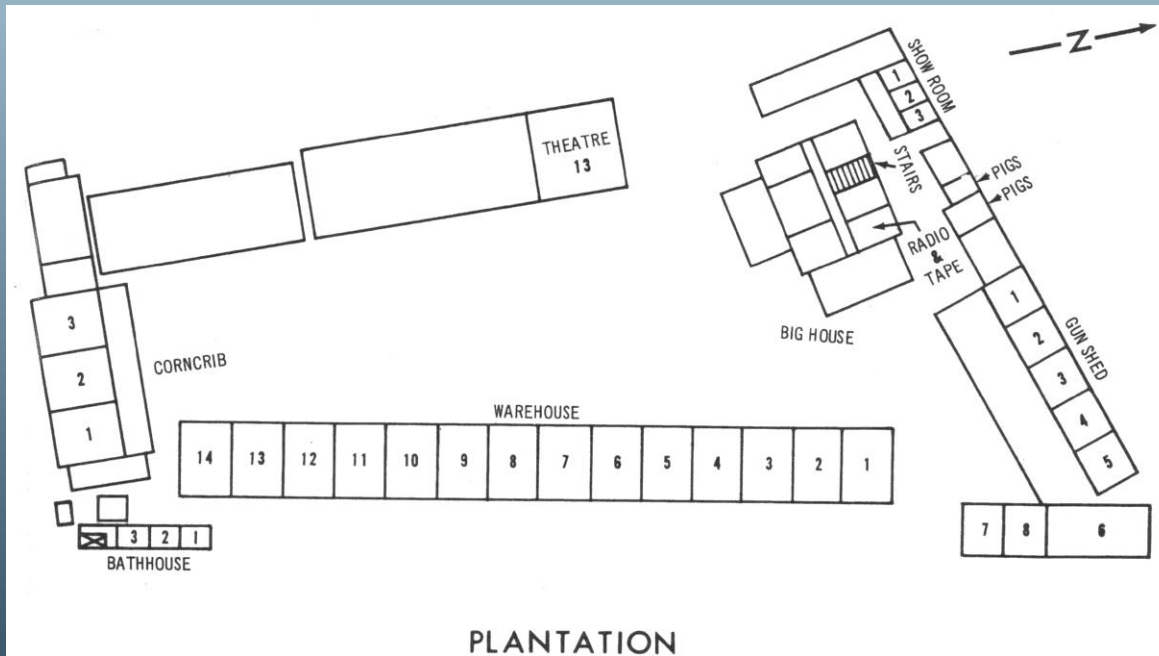 N
SHOW ROOM
1
2
3
THEATRE
13
STAIRS
PIGS
PIGS
RADIO
&
TAPE
BIG HOUSE
1
2
3
4
5
GUN SHED
3
2
1
CORNCRIB
WAREHOUSE
14 13 12 11 10 9 8 7 6 5 4 3 2 1
7 8 6
3 2 1
BATHHOUSE
PLANTATION